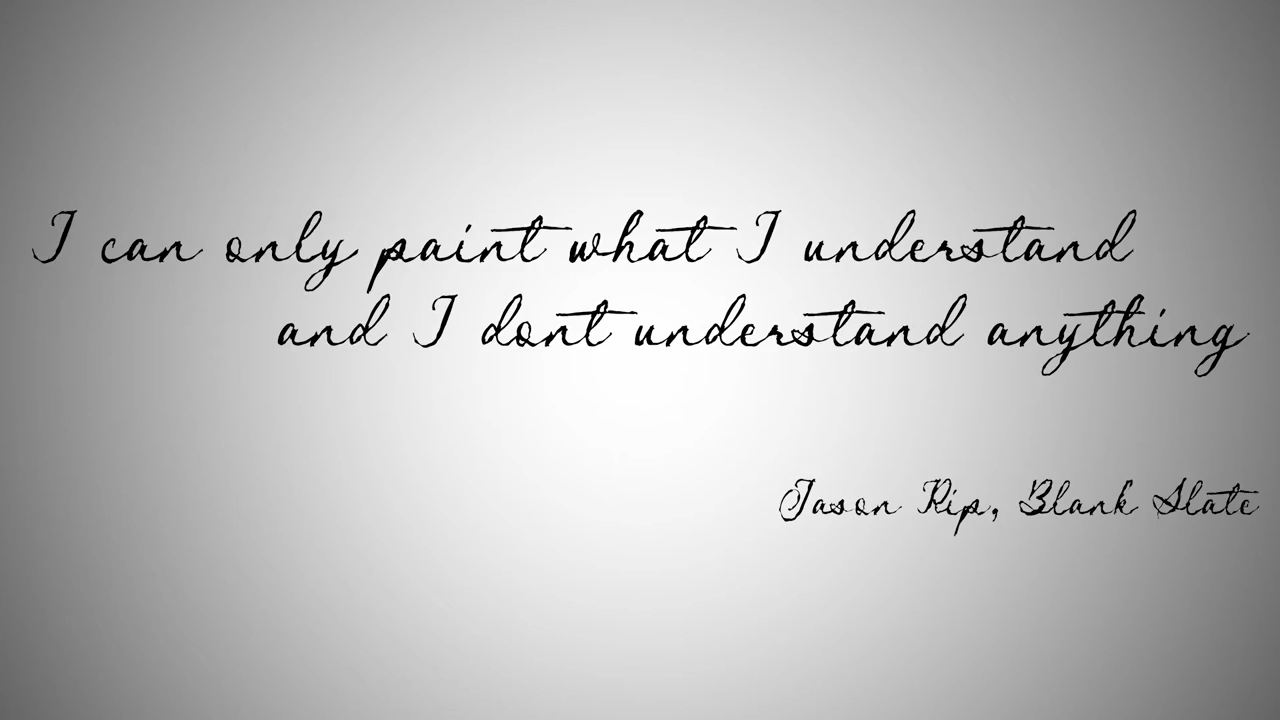 I can only paint what I understand
and I dont understand anything
Jason Rip, Blank Slate